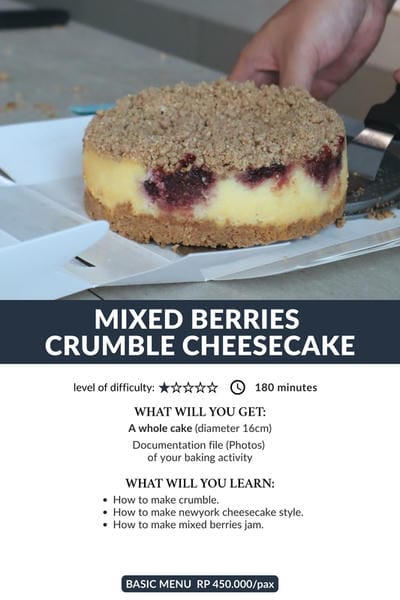 MIXED BERRIES
CRUMBLE CHEESECAKE
level of difficulty: ★☆☆☆☆ 180 minutes
WHAT WILL YOU GET:
A whole cake (diameter 16cm)
Documentation file (Photos)
of your baking activity
WHAT WILL YOU LEARN:
• How to make crumble.
• How to make newyork cheesecake style.
• How to make mixed berries jam.
BASIC MENU RP 450.000/pax